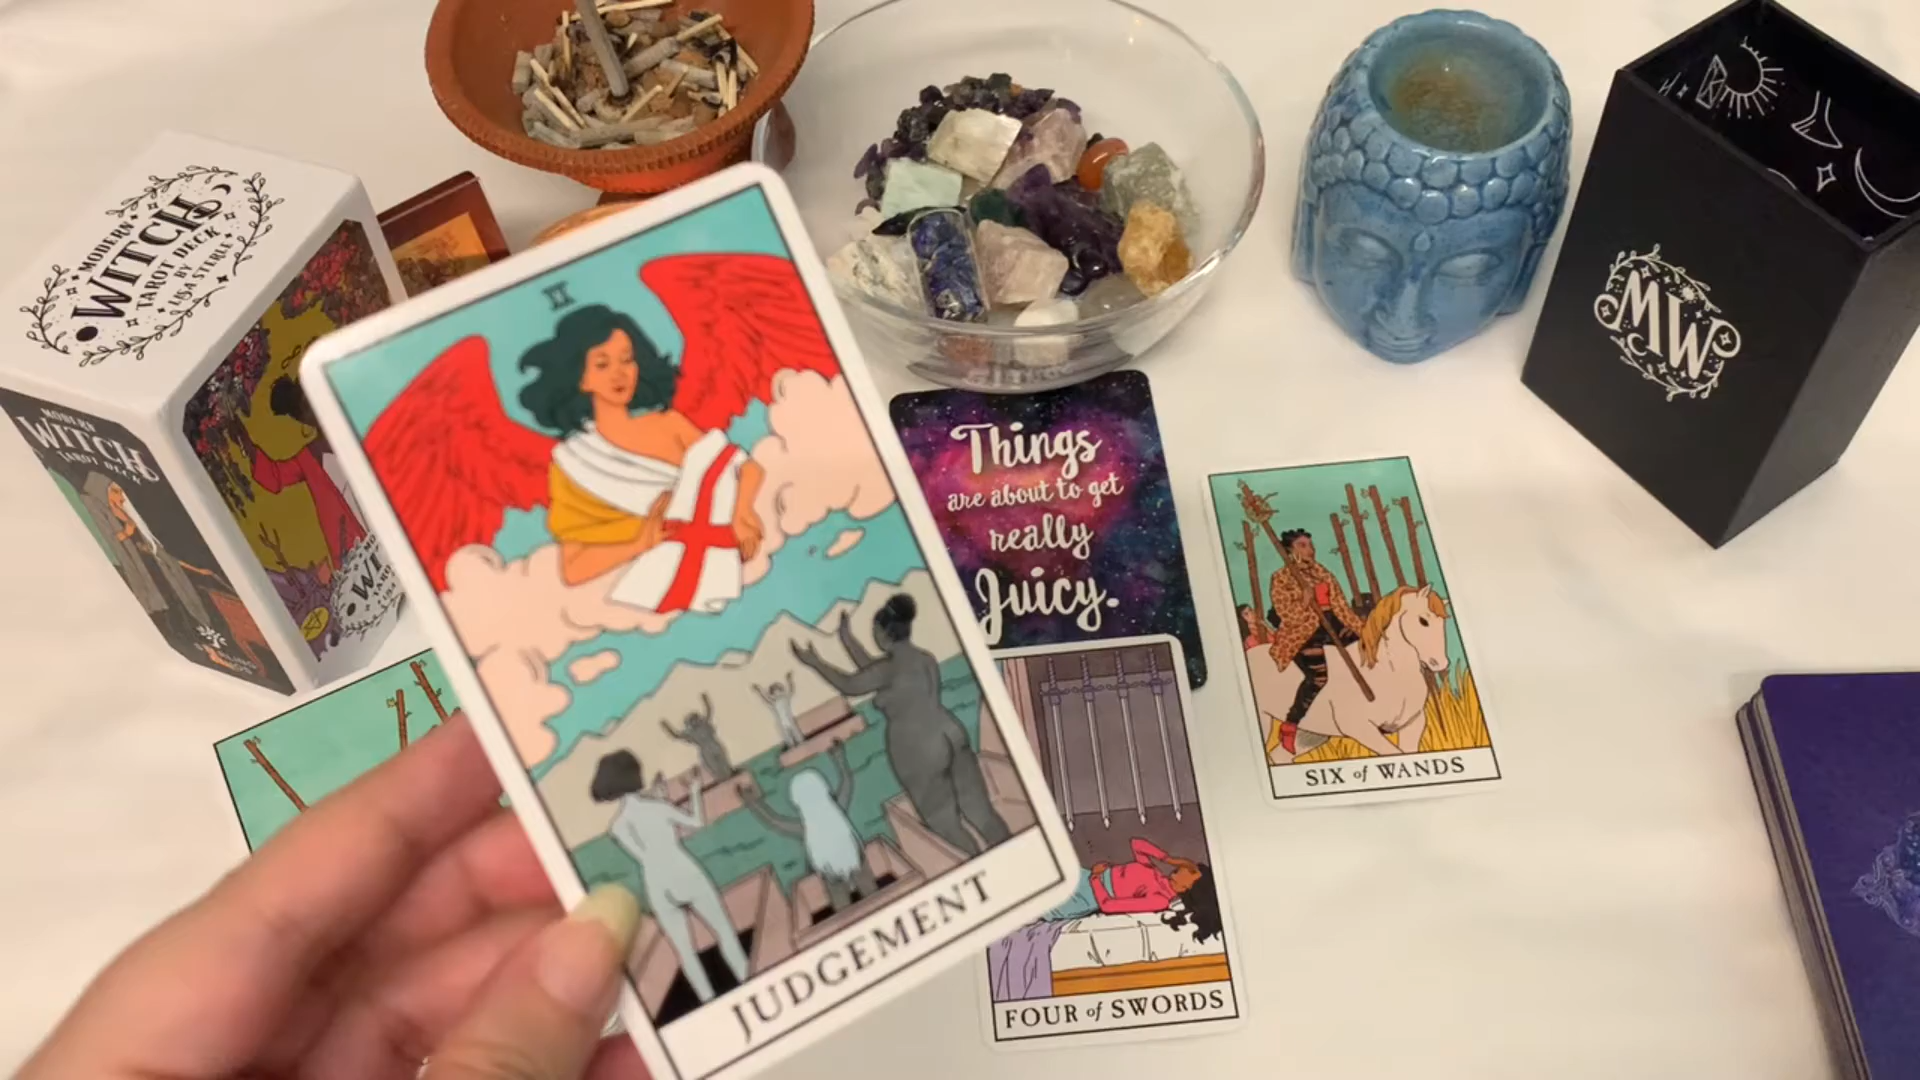 MODERN
WITCH
TAROT DECK
BY
LISA STERLE
MODERN
WITCH
TAROT DECK
XX
JUDGEMENT
Things
are about to get
really
Juicy.
SIX of WANDS
FOUR of SWORDS
MW